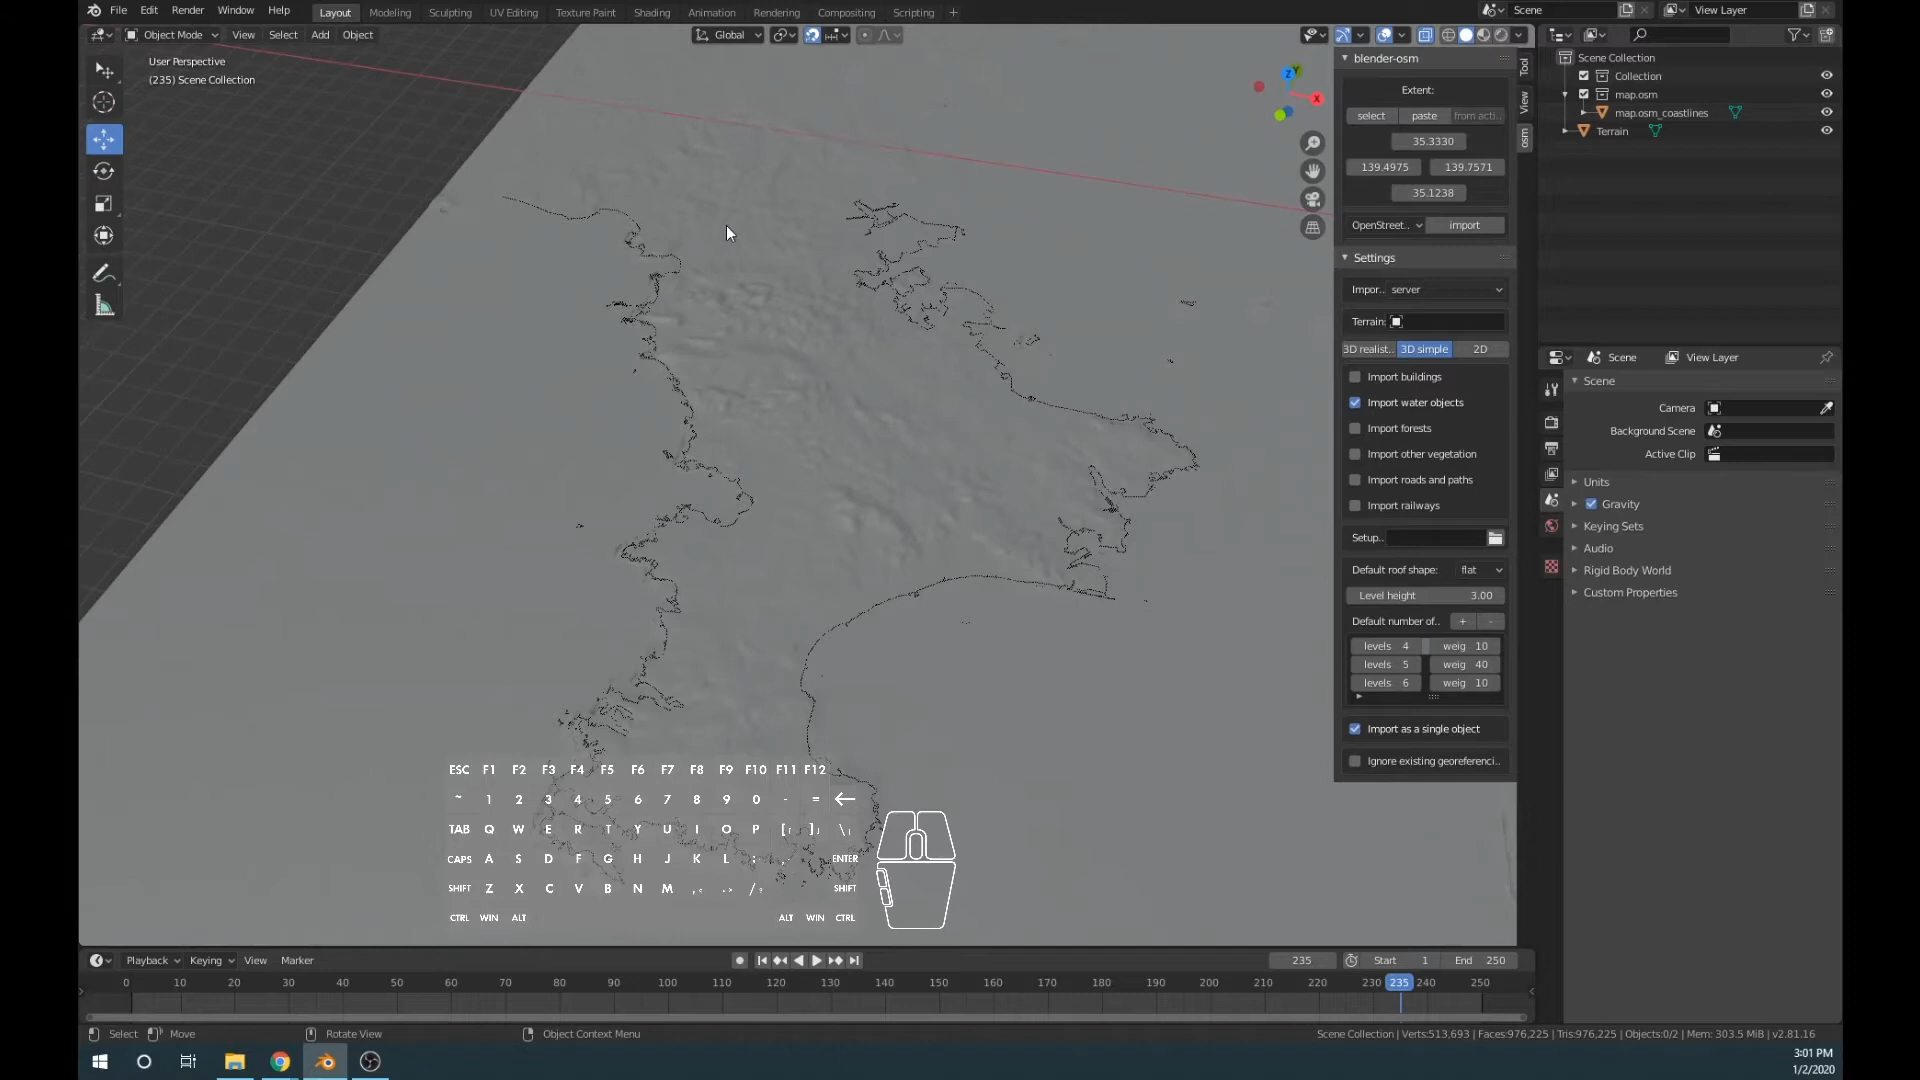 File Edit Render Window Help Layout Modeling Sculpting UV Editing Texture Paint Shading Animation Rendering Compositing Scripting + Scene View Layer
Object Mode View Select Add Object Global
User Perspective
(235) Scene Collection
Z
Y
X
Tool
View
osm
blender-osm
Extent:
select paste from acti..
35.3330
139.4975 139.7571
35.1238
OpenStreet.. import
Settings
Impor.. server
Terrain:
3D realist.. 3D simple 2D
Import buildings
Import water objects
Import forests
Import other vegetation
Import roads and paths
Import railways
Setup..
Default roof shape: flat
Level height 3.00
Default number of.. + -
levels 4 weig 10
levels 5 weig 40
levels 6 weig 10
Import as a single object
Ignore existing georeferenci..
Scene Collection
Collection
map.osm
map.osm_coastlines
Terrain
Scene View Layer
Scene
Camera
Background Scene
Active Clip
Units
Gravity
Keying Sets
Audio
Rigid Body World
Custom Properties
ESC F1 F2 F3 F4 F5 F6 F7 F8 F9 F10 F11 F12
~ 1 2 3 4 5 6 7 8 9 0 - =
TAB Q W E R T Y U I O P [ ] \
CAPS A S D F G H J K L ; ENTER
SHIFT Z X C V B N M , . / SHIFT
CTRL WIN ALT ALT WIN CTRL
Playback Keying View Marker 235 Start 1 End 250
0 10 20 30 40 50 60 70 80 90 100 110 120 130 140 150 160 170 180 190 200 210 220 230 235 240 250
Select Move Rotate View Object Context Menu Scene Collection | Verts:513,693 | Faces:976,225 | Tris:976,225 | Objects:0/2 | Mem: 303.5 MiB | v2.81.16
3:01 PM
1/2/2020